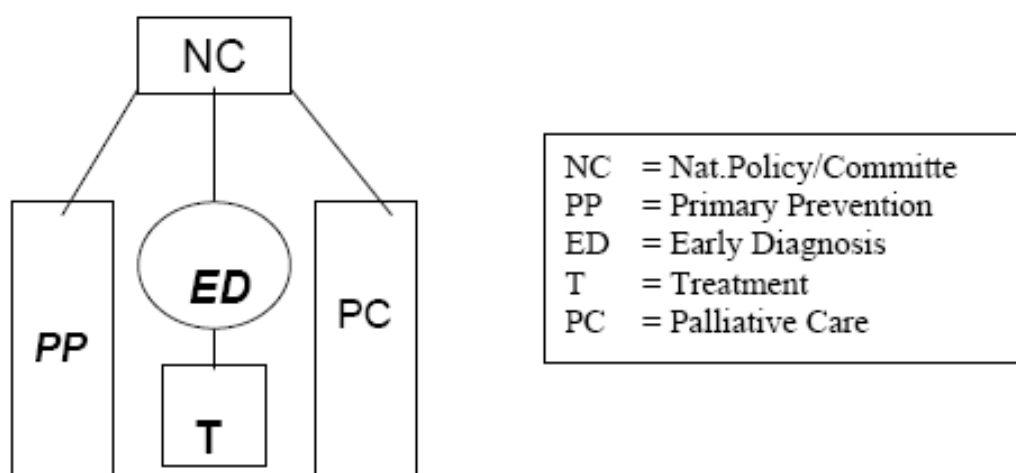 NC
ED
PP
PC
T
NC = Nat.Policy/Committe
PP = Primary Prevention
ED = Early Diagnosis
T = Treatment
PC = Palliative Care